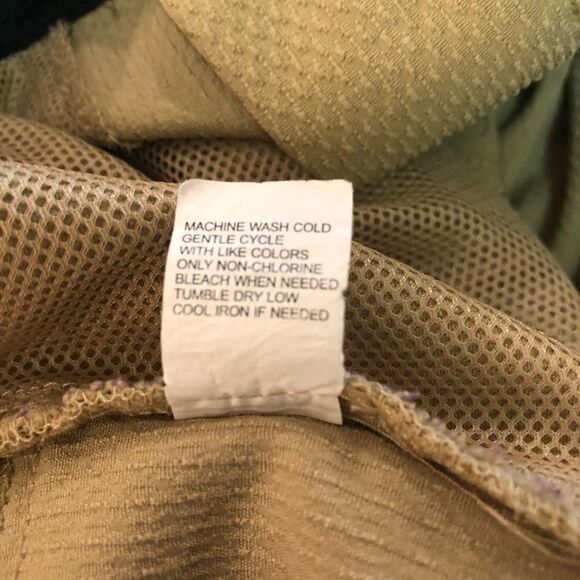 MACHINE WASH COLD
GENTLE CYCLE
WITH LIKE COLORS
ONLY NON-CHLORINE
BLEACH WHEN NEEDED
TUMBLE DRY LOW
COOL IRON IF NEEDED